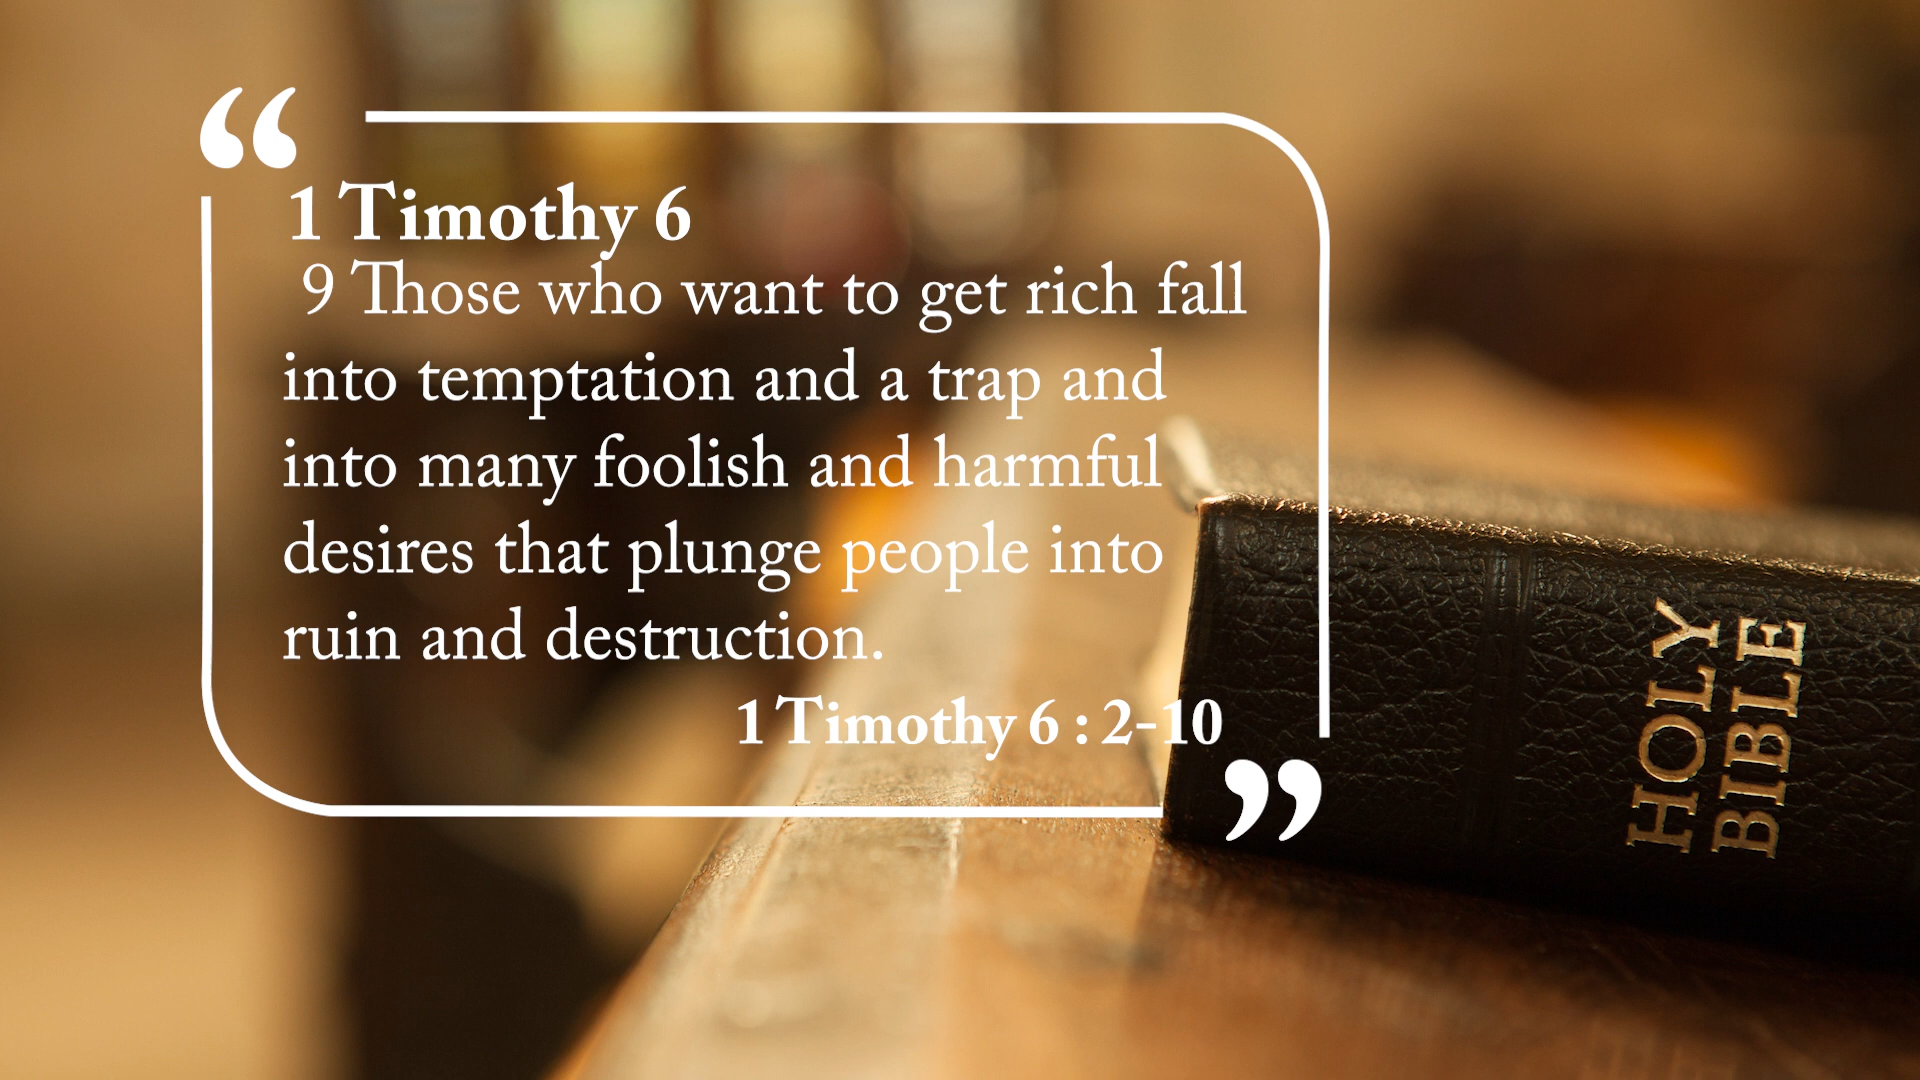 “
1 Timothy 6
9 Those who want to get rich fall
into temptation and a trap and
into many foolish and harmful
desires that plunge people into
ruin and destruction.
1 Timothy 6 : 2-10
”
HOLY
BIBLE